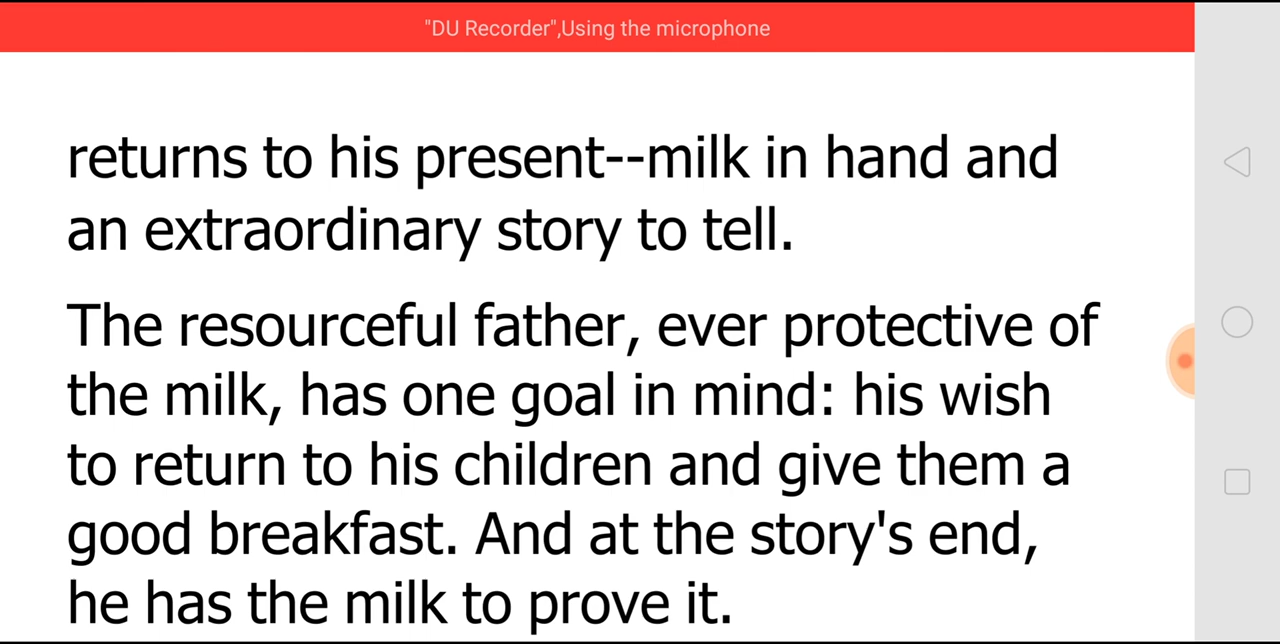 "DU Recorder",Using the microphone
returns to his present--milk in hand and
an extraordinary story to tell.
The resourceful father, ever protective of
the milk, has one goal in mind: his wish
to return to his children and give them a
good breakfast. And at the story's end,
he has the milk to prove it.